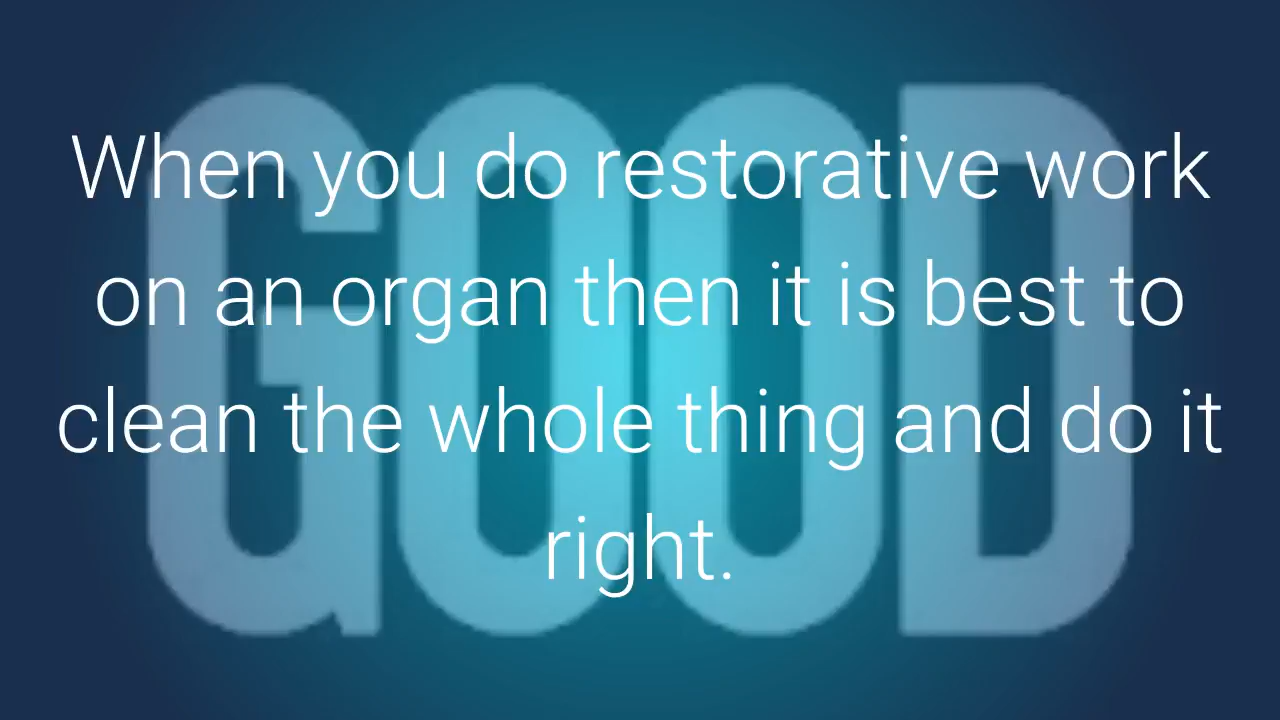 GOOD
When you do restorative work
on an organ then it is best to
clean the whole thing and do it
right.